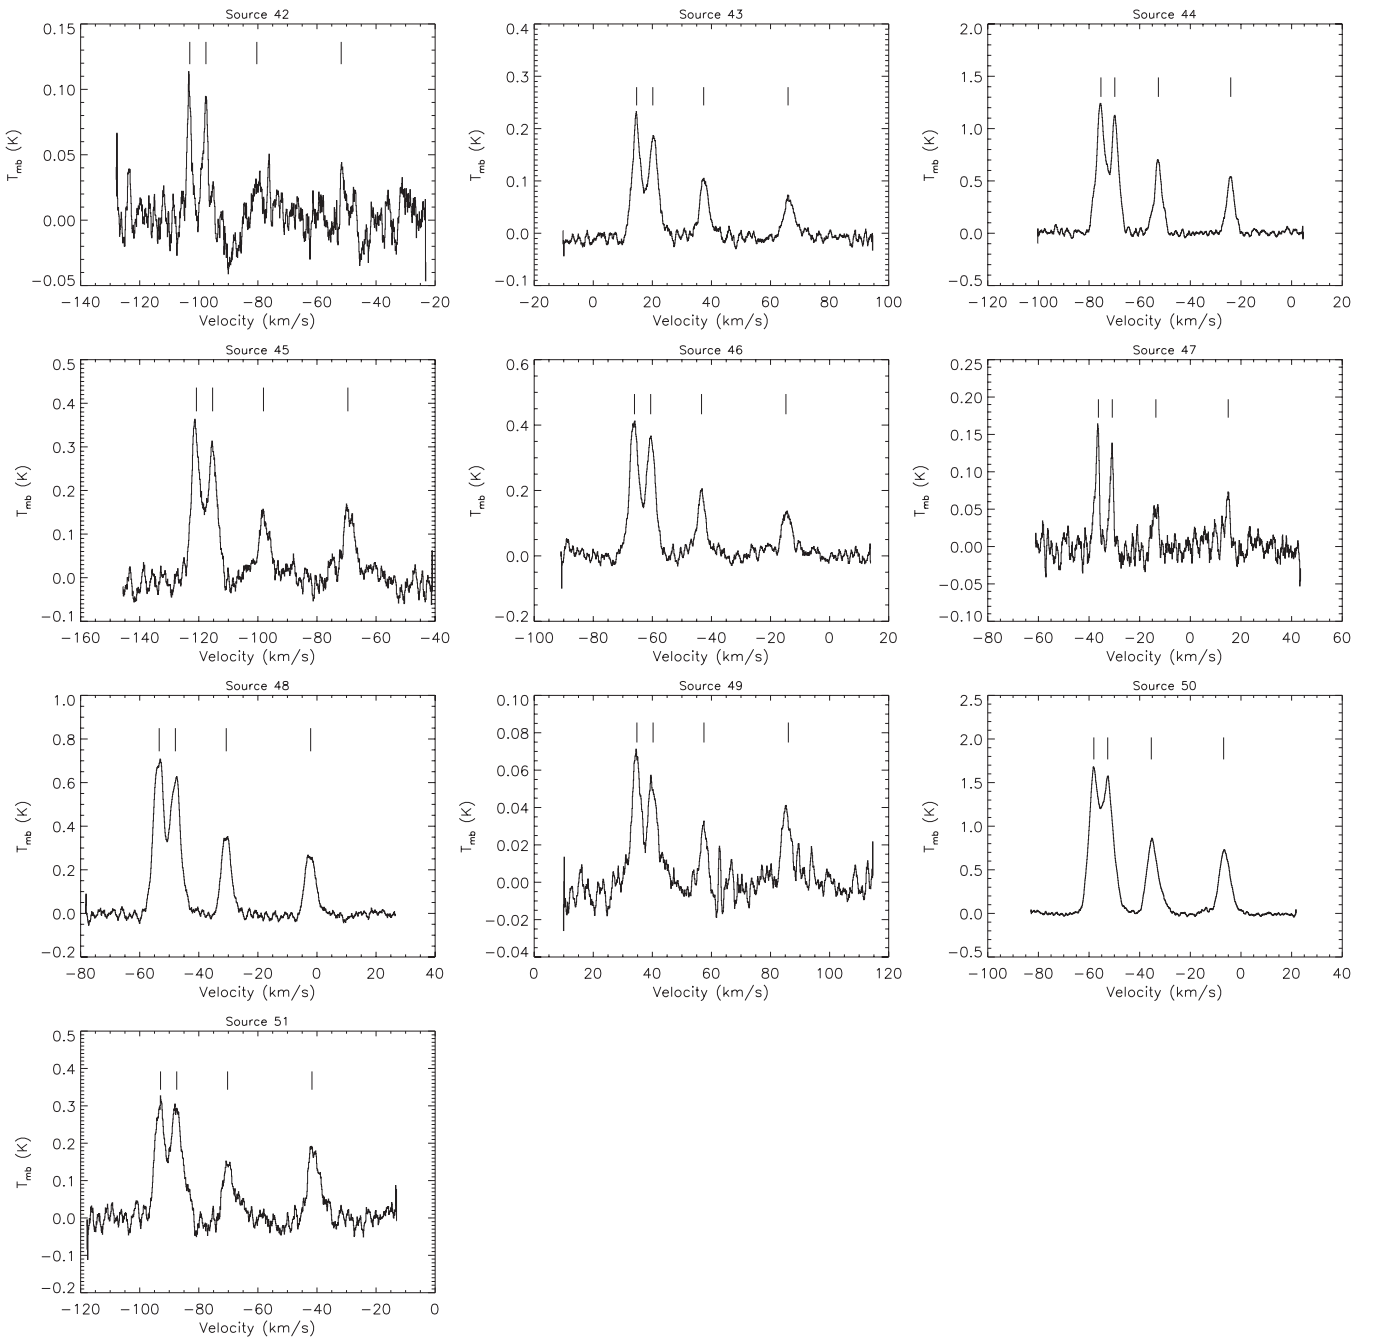 Source 42
Source 43
Source 44
0.15
0.10
0.05
0.00
−0.05
T_mb (K)
−140 −120 −100 −80 −60 −40 −20
Velocity (km/s)
0.4
0.3
0.2
0.1
0.0
−0.1
T_mb (K)
−20 0 20 40 60 80 100
Velocity (km/s)
2.0
1.5
1.0
0.5
0.0
−0.5
T_mb (K)
−120 −100 −80 −60 −40 −20 0 20
Velocity (km/s)
Source 45
Source 46
Source 47
0.5
0.4
0.3
0.2
0.1
0.0
−0.1
T_mb (K)
−160 −140 −120 −100 −80 −60 −40
Velocity (km/s)
0.6
0.4
0.2
0.0
−0.2
T_mb (K)
−100 −80 −60 −40 −20 0 20
Velocity (km/s)
0.25
0.20
0.15
0.10
0.05
0.00
−0.05
−0.10
T_mb (K)
−80 −60 −40 −20 0 20 40 60
Velocity (km/s)
Source 48
Source 49
Source 50
1.0
0.8
0.6
0.4
0.2
0.0
−0.2
T_mb (K)
−80 −60 −40 −20 0 20 40
Velocity (km/s)
0.10
0.08
0.06
0.04
0.02
0.00
−0.02
−0.04
T_mb (K)
0 20 40 60 80 100 120
Velocity (km/s)
2.5
2.0
1.5
1.0
0.5
0.0
−0.5
T_mb (K)
−100 −80 −60 −40 −20 0 20 40
Velocity (km/s)
Source 51
0.5
0.4
0.3
0.2
0.1
0.0
−0.1
−0.2
T_mb (K)
−120 −100 −80 −60 −40 −20 0
Velocity (km/s)